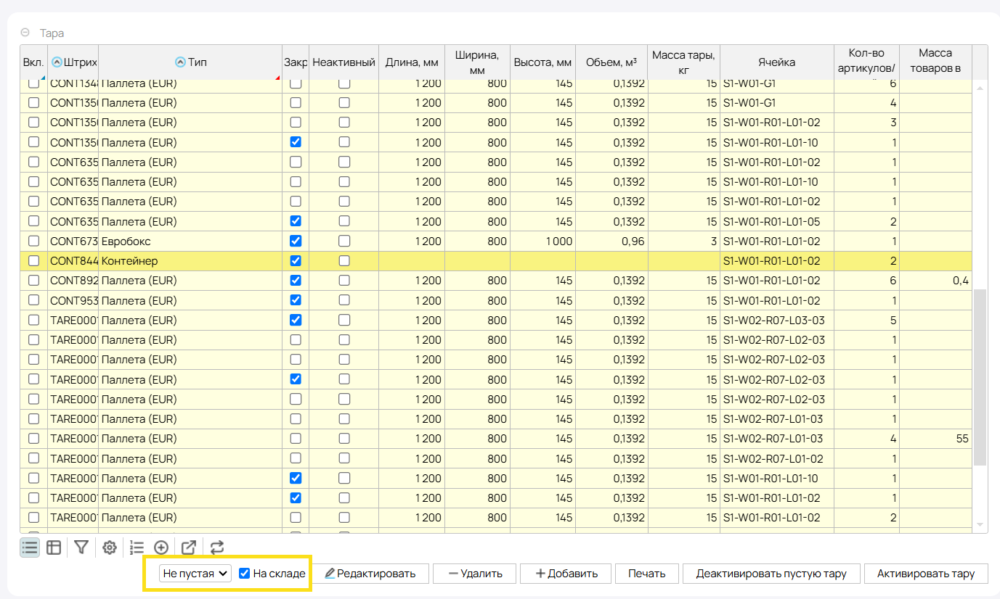 Тара
Вкл. Штрих Тип Закр Неактивный Длина, мм Ширина, мм Высота, мм Объем, м³ Масса тары, кг Ячейка Кол-во артикулов/ Масса товаров в
CONT134 Паллета (EUR) 1 200 800 145 0,1392 15 S1-W01-G1 6
CONT135 Паллета (EUR) 1 200 800 145 0,1392 15 S1-W01-G1 4
CONT135 Паллета (EUR) 1 200 800 145 0,1392 15 S1-W01-R01-L01-02 3
CONT135 Паллета (EUR) 1 200 800 145 0,1392 15 S1-W01-R01-L01-10 1
CONT635 Паллета (EUR) 1 200 800 145 0,1392 15 S1-W01-R01-L01-02 1
CONT635 Паллета (EUR) 1 200 800 145 0,1392 15 S1-W01-R01-L01-10 1
CONT635 Паллета (EUR) 1 200 800 145 0,1392 15 S1-W01-R01-L01-02 1
CONT635 Паллета (EUR) 1 200 800 145 0,1392 15 S1-W01-R01-L01-05 2
CONT673 Евробокс 1 200 800 1 000 0,96 3 S1-W01-R01-L01-02 1
CONT844 Контейнер S1-W01-R01-L01-02 2
CONT892 Паллета (EUR) 1 200 800 145 0,1392 15 S1-W01-R01-L01-02 6 0,4
CONT953 Паллета (EUR) 1 200 800 145 0,1392 15 S1-W01-R01-L01-02 1
TARE000 Паллета (EUR) 1 200 800 145 0,1392 15 S1-W02-R07-L03-03 5
TARE000 Паллета (EUR) 1 200 800 145 0,1392 15 S1-W02-R07-L02-03 1
TARE000 Паллета (EUR) 1 200 800 145 0,1392 15 S1-W02-R07-L02-03 1
TARE000 Паллета (EUR) 1 200 800 145 0,1392 15 S1-W02-R07-L02-03 1
TARE000 Паллета (EUR) 1 200 800 145 0,1392 15 S1-W02-R07-L02-03 1
TARE000 Паллета (EUR) 1 200 800 145 0,1392 15 S1-W02-R07-L01-03 1
TARE000 Паллета (EUR) 1 200 800 145 0,1392 15 S1-W02-R07-L01-03 4 55
TARE000 Паллета (EUR) 1 200 800 145 0,1392 15 S1-W02-R07-L01-02 1
TARE000 Паллета (EUR) 1 200 800 145 0,1392 15 S1-W01-R01-L01-10 1
TARE000 Паллета (EUR) 1 200 800 145 0,1392 15 S1-W01-R01-L01-02 1
TARE000 Паллета (EUR) 1 200 800 145 0,1392 15 S1-W01-R01-L01-02 2
Не пустая На складе Редактировать Удалить Добавить Печать Деактивировать пустую тару Активировать тару